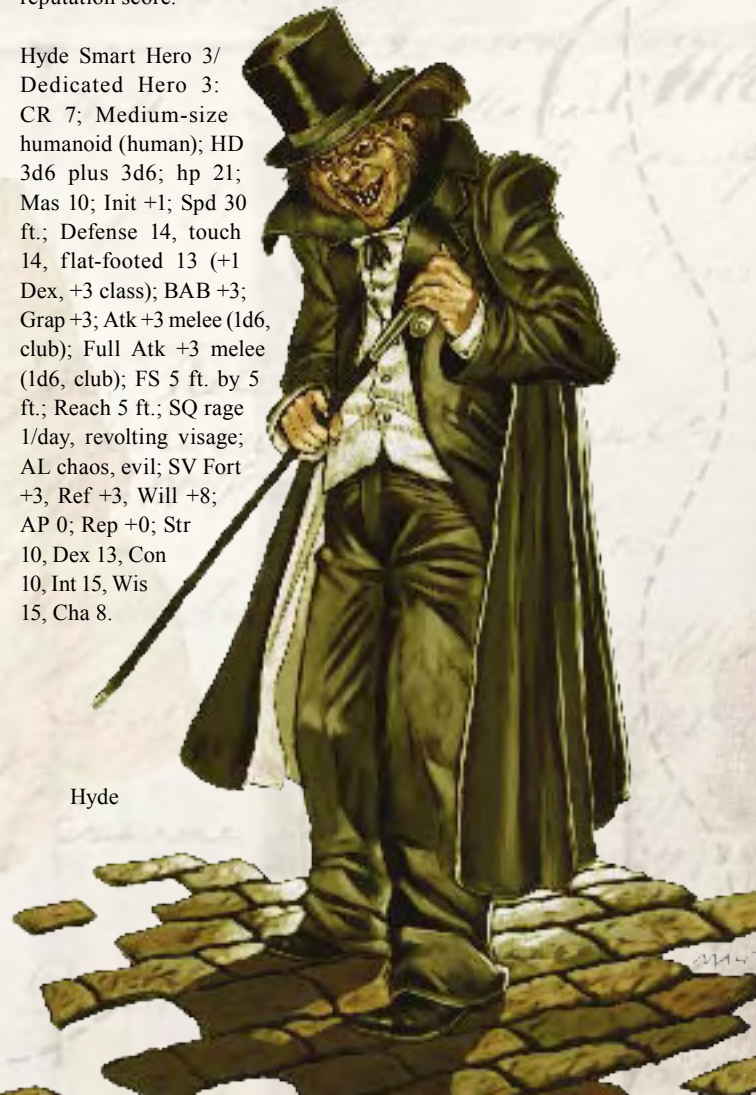 reputation score.
Hyde Smart Hero 3/
Dedicated Hero 3:
CR 7; Medium-size
humanoid (human); HD
3d6 plus 3d6; hp 21;
Mas 10; Init +1; Spd 30
ft.; Defense 14, touch
14, flat-footed 13 (+1
Dex, +3 class); BAB +3;
Grap +3; Atk +3 melee (1d6,
club); Full Atk +3 melee
(1d6, club); FS 5 ft. by 5
ft.; Reach 5 ft.; SQ rage
1/day, revolting visage;
AL chaos, evil; SV Fort
+3, Ref +3, Will +8;
AP 0; Rep +0; Str
10, Dex 13, Con
10, Int 15, Wis
15, Cha 8.
Hyde